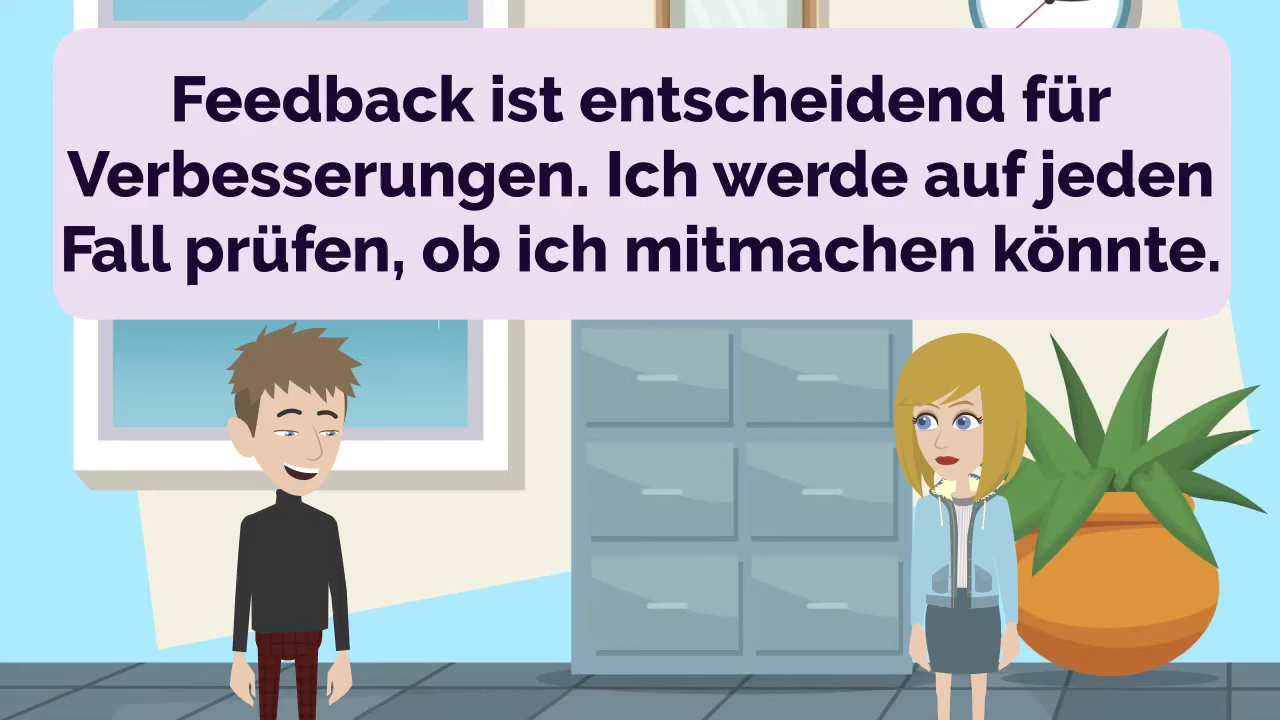 Feedback ist entscheidend für
Verbesserungen. Ich werde auf jeden
Fall prüfen, ob ich mitmachen könnte.